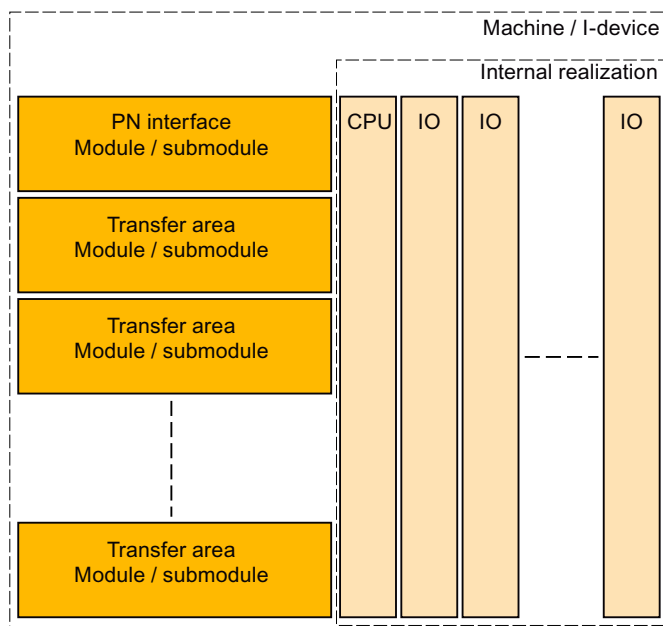 Machine / I-device
Internal realization
PN interface
Module / submodule
CPU
IO
IO
IO
Transfer area
Module / submodule
Transfer area
Module / submodule
Transfer area
Module / submodule